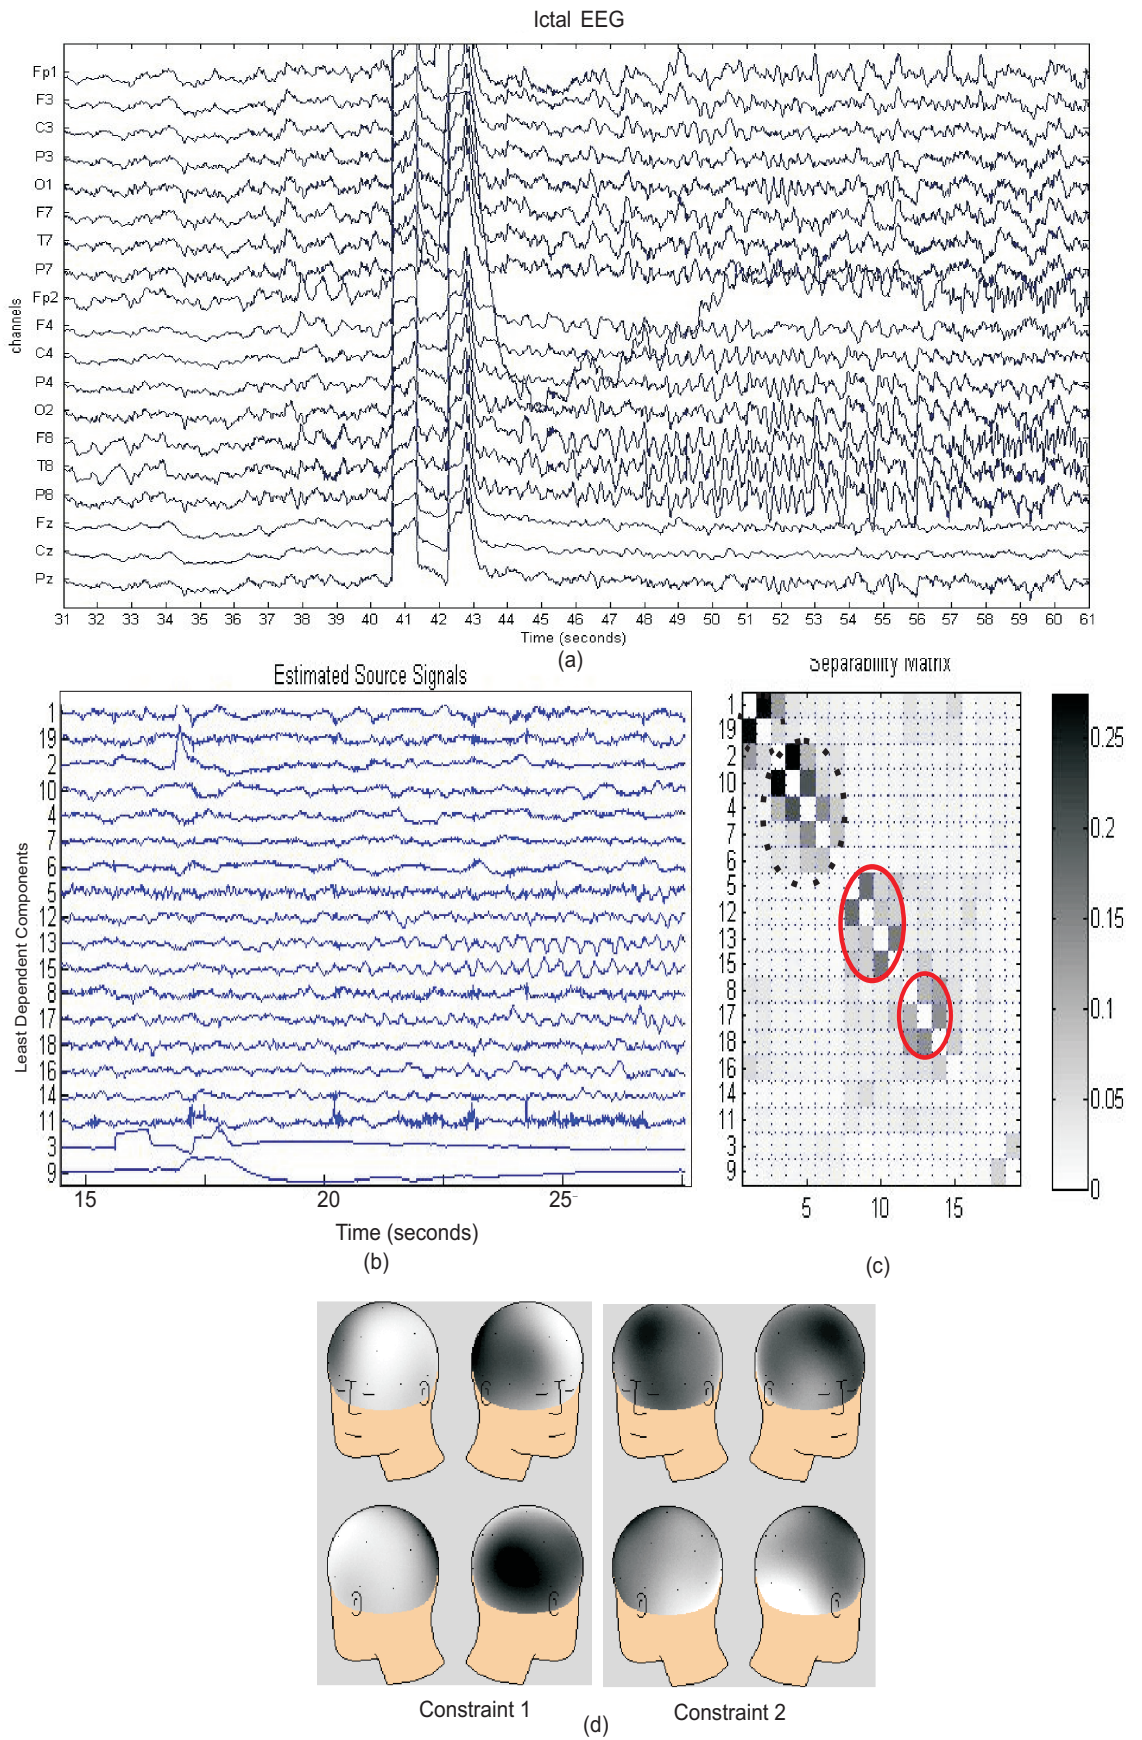 Ictal EEG
Fp1
F3
C3
P3
O1
F7
T7
P7
Fp2
F4
C4
P4
O2
F8
T8
P8
Fz
Cz
Pz
channels
31 32 33 34 35 36 37 38 39 40 41 42 43 44 45 46 47 48 49 50 51 52 53 54 55 56 57 58 59 60 61
Time (seconds)
(a)
Estimated Source Signals
1
19
2
10
4
7
6
5
12
13
15
8
17
18
16
14
11
3
9
Least Dependent Components
15 20 25
Time (seconds)
(b)
Separability Matrix
1
19
2
10
4
7
6
5
12
13
15
8
17
18
16
14
11
3
9
5 10 15
0.25
0.2
0.15
0.1
0.05
0
(c)
Constraint 1
Constraint 2
(d)